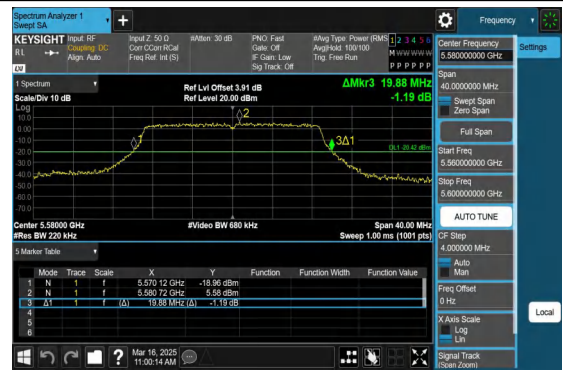 Spectrum Analyzer 1
Swept SA
Frequency
KEYSIGHT
RL
Input: RF
Coupling: DC
Align: Auto
Input Z: 50 Ω
Corr CCorr RCal
Freq Ref: Int (S)
#Atten: 30 dB
PNO: Fast
Gate: Off
IF Gain: Low
Sig Track: Off
#Avg Type: Power (RMS
Avg|Hold: 100/100
Trig: Free Run
1 2 3 4 5 6
M W W W W W
P P P P P P
LW
1 Spectrum
Scale/Div 10 dB
Log
Ref Lvl Offset 3.91 dB
Ref Level 20.00 dBm
ΔMkr3 19.88 MHz
-1.19 dB
10.0
0.00
-10.0
-20.0
-30.0
-40.0
-50.0
-60.0
-70.0
1
2
3Δ1
DL1 -20.42 dBm
Center 5.58000 GHz
#Res BW 220 kHz
#Video BW 680 kHz
Span 40.00 MHz
Sweep 1.00 ms (1001 pts)
5 Marker Table
Mode Trace Scale X Y Function Function Width Function Value
1 N 1 f 5.570 12 GHz -18.96 dBm
2 N 1 f 5.580 72 GHz 5.58 dBm
3 Δ1 1 f (Δ) 19.88 MHz (Δ) -1.19 dB
4
5
6
Mar 16, 2025
11:00:14 AM
Center Frequency
5.580000000 GHz
Settings
Span
40.0000000 MHz
Swept Span
Zero Span
Full Span
Start Freq
5.560000000 GHz
Stop Freq
5.600000000 GHz
AUTO TUNE
CF Step
4.000000 MHz
Auto
Man
Freq Offset
0 Hz
X Axis Scale
Log
Lin
Local
Signal Track
(Span Zoom)